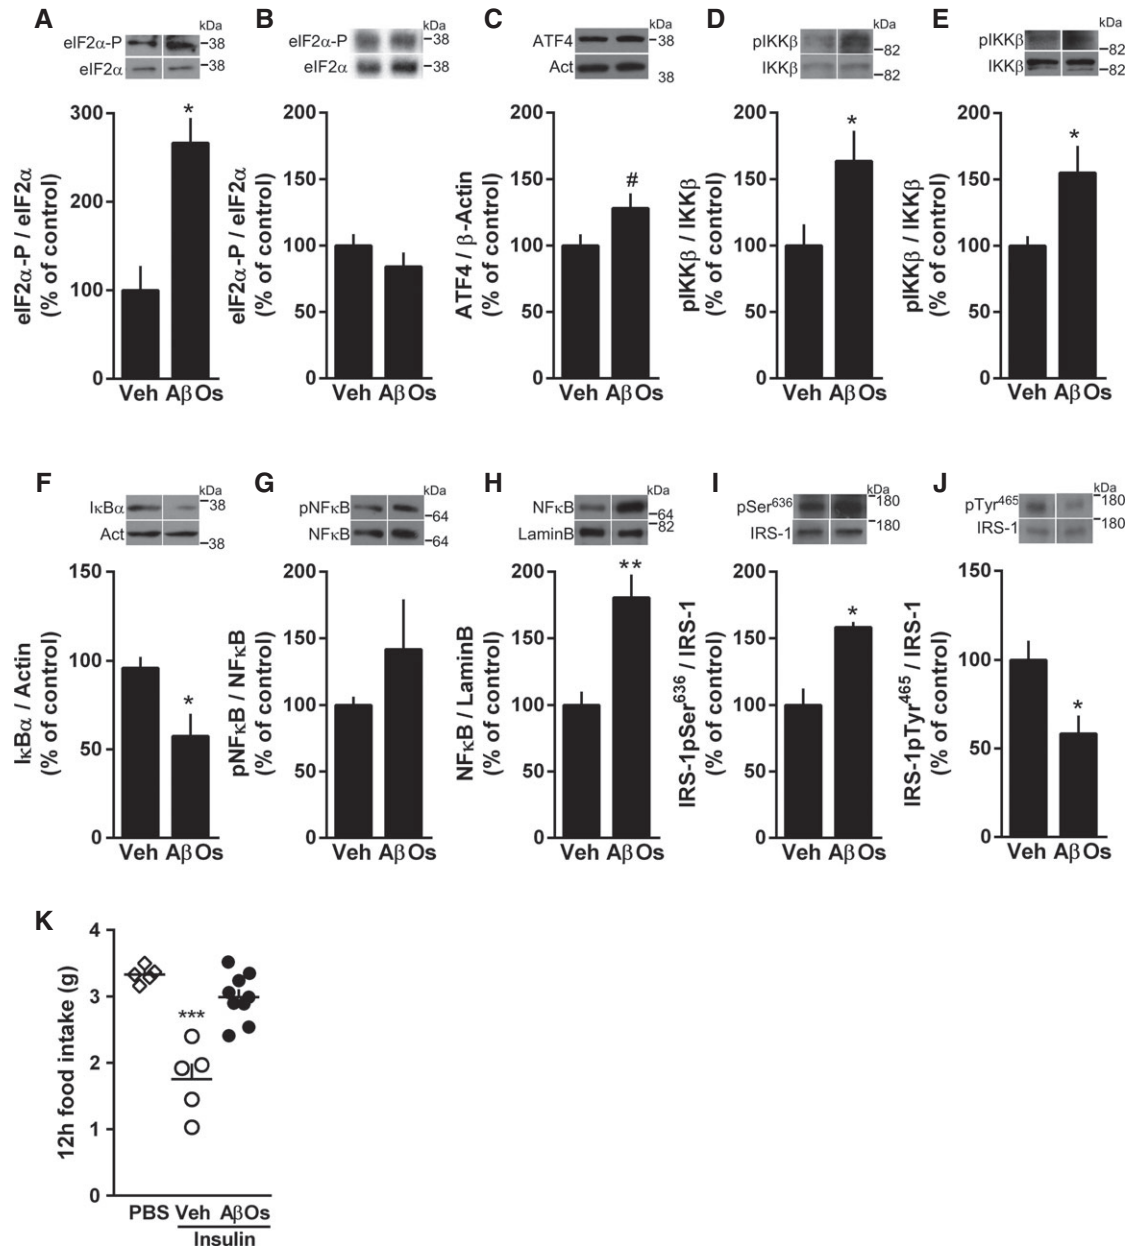 A
kDa
eIF2α-P
38
eIF2α
eIF2α-P / eIF2α
(% of control)
300
200
100
0
Veh AβOs
*
B
kDa
eIF2α-P
38
eIF2α
38
eIF2α-P / eIF2α
(% of control)
200
150
100
50
0
Veh AβOs
C
kDa
ATF4
38
Act
38
ATF4 / β-Actin
(% of control)
200
150
100
50
0
Veh AβOs
#
D
kDa
pIKKβ
82
IKKβ
82
pIKKβ / IKKβ
(% of control)
200
150
100
50
0
Veh AβOs
*
E
kDa
pIKKβ
82
IKKβ
82
pIKKβ / IKKβ
(% of control)
200
150
100
50
0
Veh AβOs
*
F
kDa
IκBα
38
Act
38
IκBα / Actin
(% of control)
150
100
50
0
Veh AβOs
*
G
kDa
pNFκB
64
NFκB
64
pNFκB / NFκB
(% of control)
200
150
100
50
0
Veh AβOs
H
kDa
NFκB
64
82
LaminB
NFκB / LaminB
(% of control)
200
150
100
50
0
Veh AβOs
**
I
kDa
pSer636
180
IRS-1
180
IRS-1pSer636 / IRS-1
(% of control)
200
150
100
50
0
Veh AβOs
*
J
kDa
pTyr465
180
IRS-1
180
IRS-1pTyr465 / IRS-1
(% of control)
150
100
50
0
Veh AβOs
*
K
12h food intake (g)
4
3
2
1
0
***
PBS Veh AβOs
Insulin